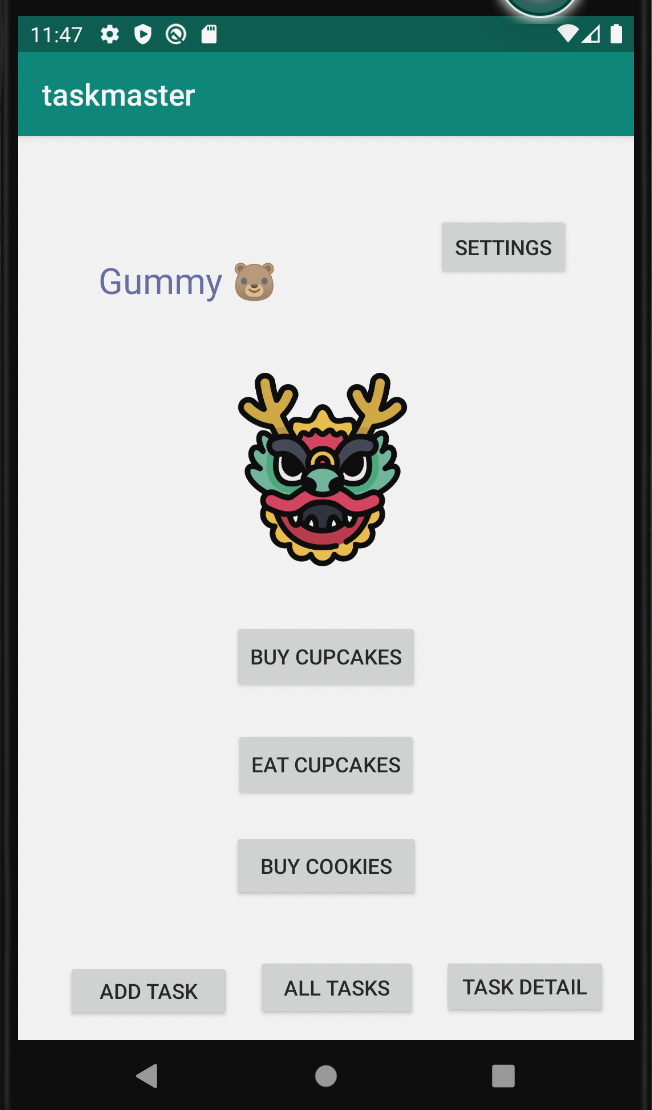 11:47
taskmaster
SETTINGS
Gummy 🐻
BUY CUPCAKES
EAT CUPCAKES
BUY COOKIES
ADD TASK
ALL TASKS
TASK DETAIL